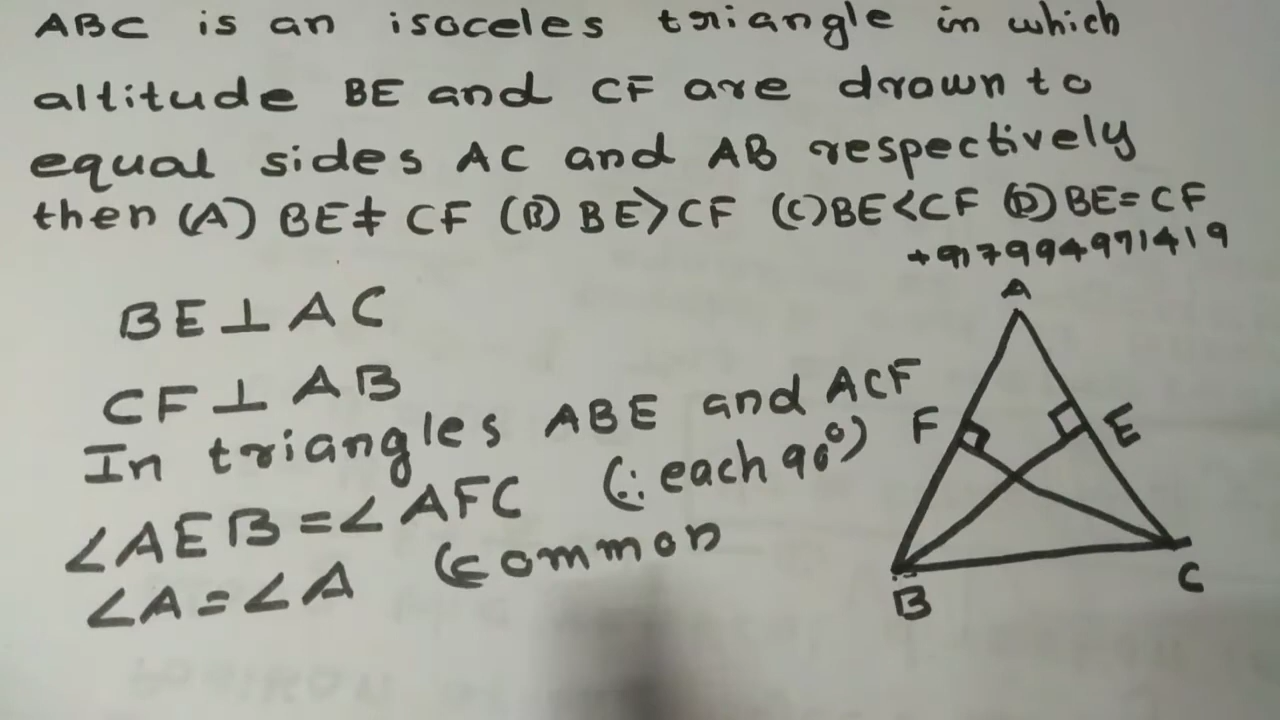 ABC is an isoceles triangle in which
altitude BE and CF are drawn to
equal sides AC and AB respectively
then (A) BE≠ CF (B) BE>CF (C)BE<CF (D) BE=CF
+917994971419
A
BE⊥AC
CF⊥AB
In triangles ABE and ACF
F
E
∠AEB=∠AFC (∵ each 90°)
∠A=∠A (common
B
C